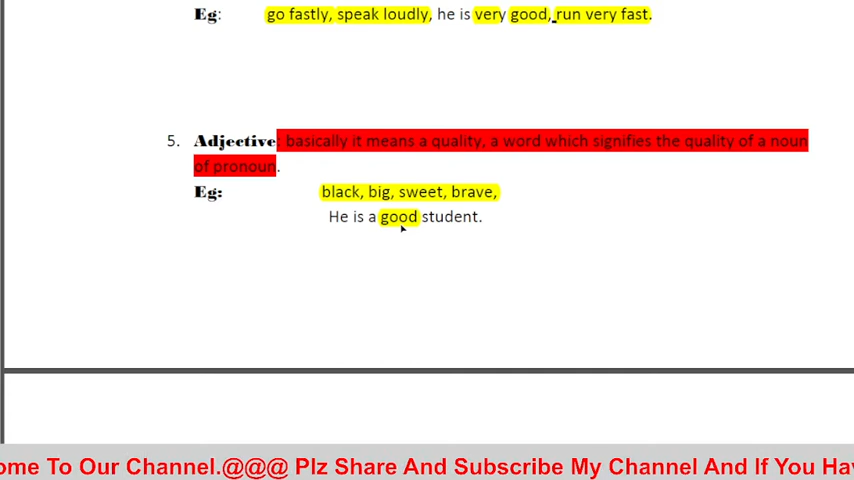 Eg: go fastly, speak loudly, he is very good, run very fast.
5. Adjective: basically it means a quality, a word which signifies the quality of a noun
of pronoun.
Eg: black, big, sweet, brave,
He is a good student.
ome To Our Channel.@@@ Plz Share And Subscribe My Channel And If You Hav